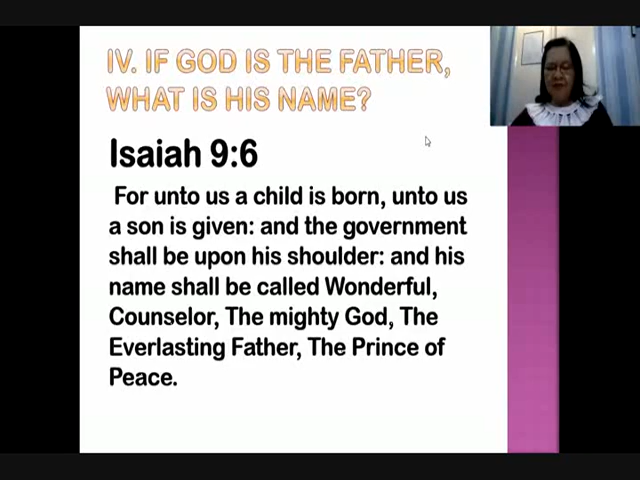 IV. IF GOD IS THE FATHER,
WHAT IS HIS NAME?
Isaiah 9:6
For unto us a child is born, unto us
a son is given: and the government
shall be upon his shoulder: and his
name shall be called Wonderful,
Counselor, The mighty God, The
Everlasting Father, The Prince of
Peace.